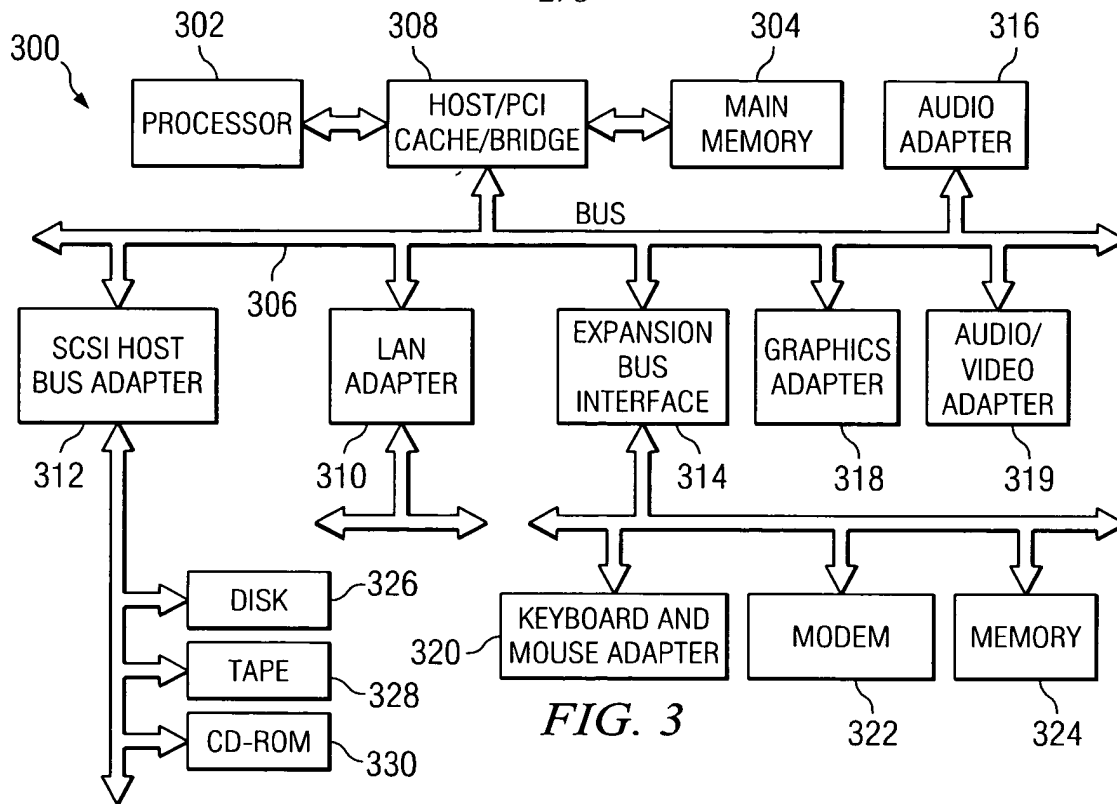 300
302
308
304
316
PROCESSOR
HOST/PCI
CACHE/BRIDGE
MAIN
MEMORY
AUDIO
ADAPTER
BUS
306
SCSI HOST
BUS ADAPTER
LAN
ADAPTER
EXPANSION
BUS
INTERFACE
GRAPHICS
ADAPTER
AUDIO/
VIDEO
ADAPTER
312
310
314
318
319
DISK
326
TAPE
328
CD-ROM
330
320
KEYBOARD AND
MOUSE ADAPTER
MODEM
MEMORY
322
324
FIG. 3